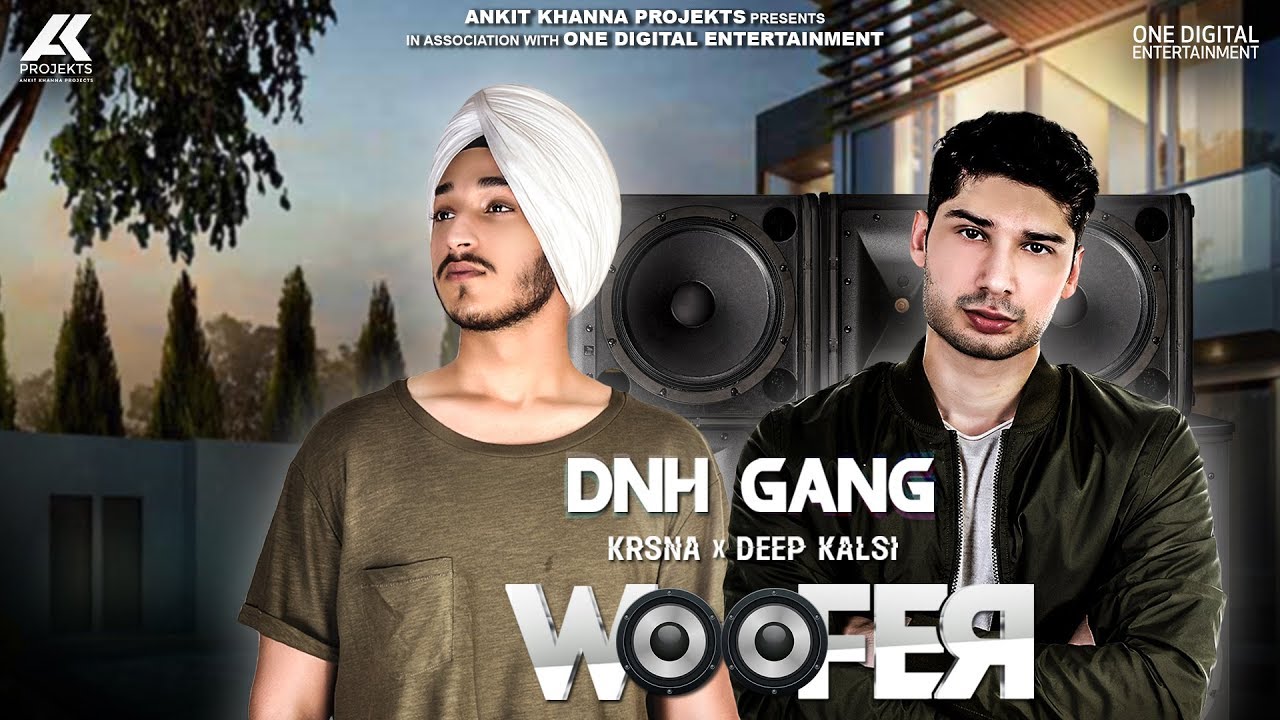 AK
PROJEKTS
ANKIT KHANNA PROJECTS
ANKIT KHANNA PROJEKTS PRESENTS
IN ASSOCIATION WITH ONE DIGITAL ENTERTAINMENT
ONE DIGITAL
ENTERTAINMENT
DNH GANG
KRSNA x DEEP KALSI
WOOFER